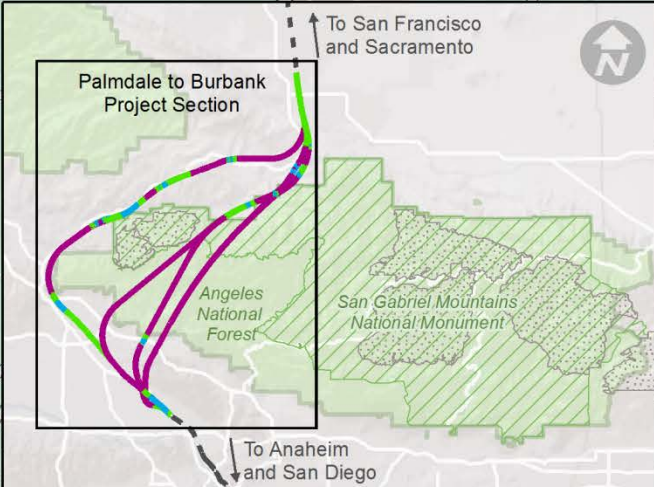 To San Francisco
and Sacramento
N
Palmdale to Burbank
Project Section
Angeles
National
Forest
San Gabriel Mountains
National Monument
To Anaheim
and San Diego